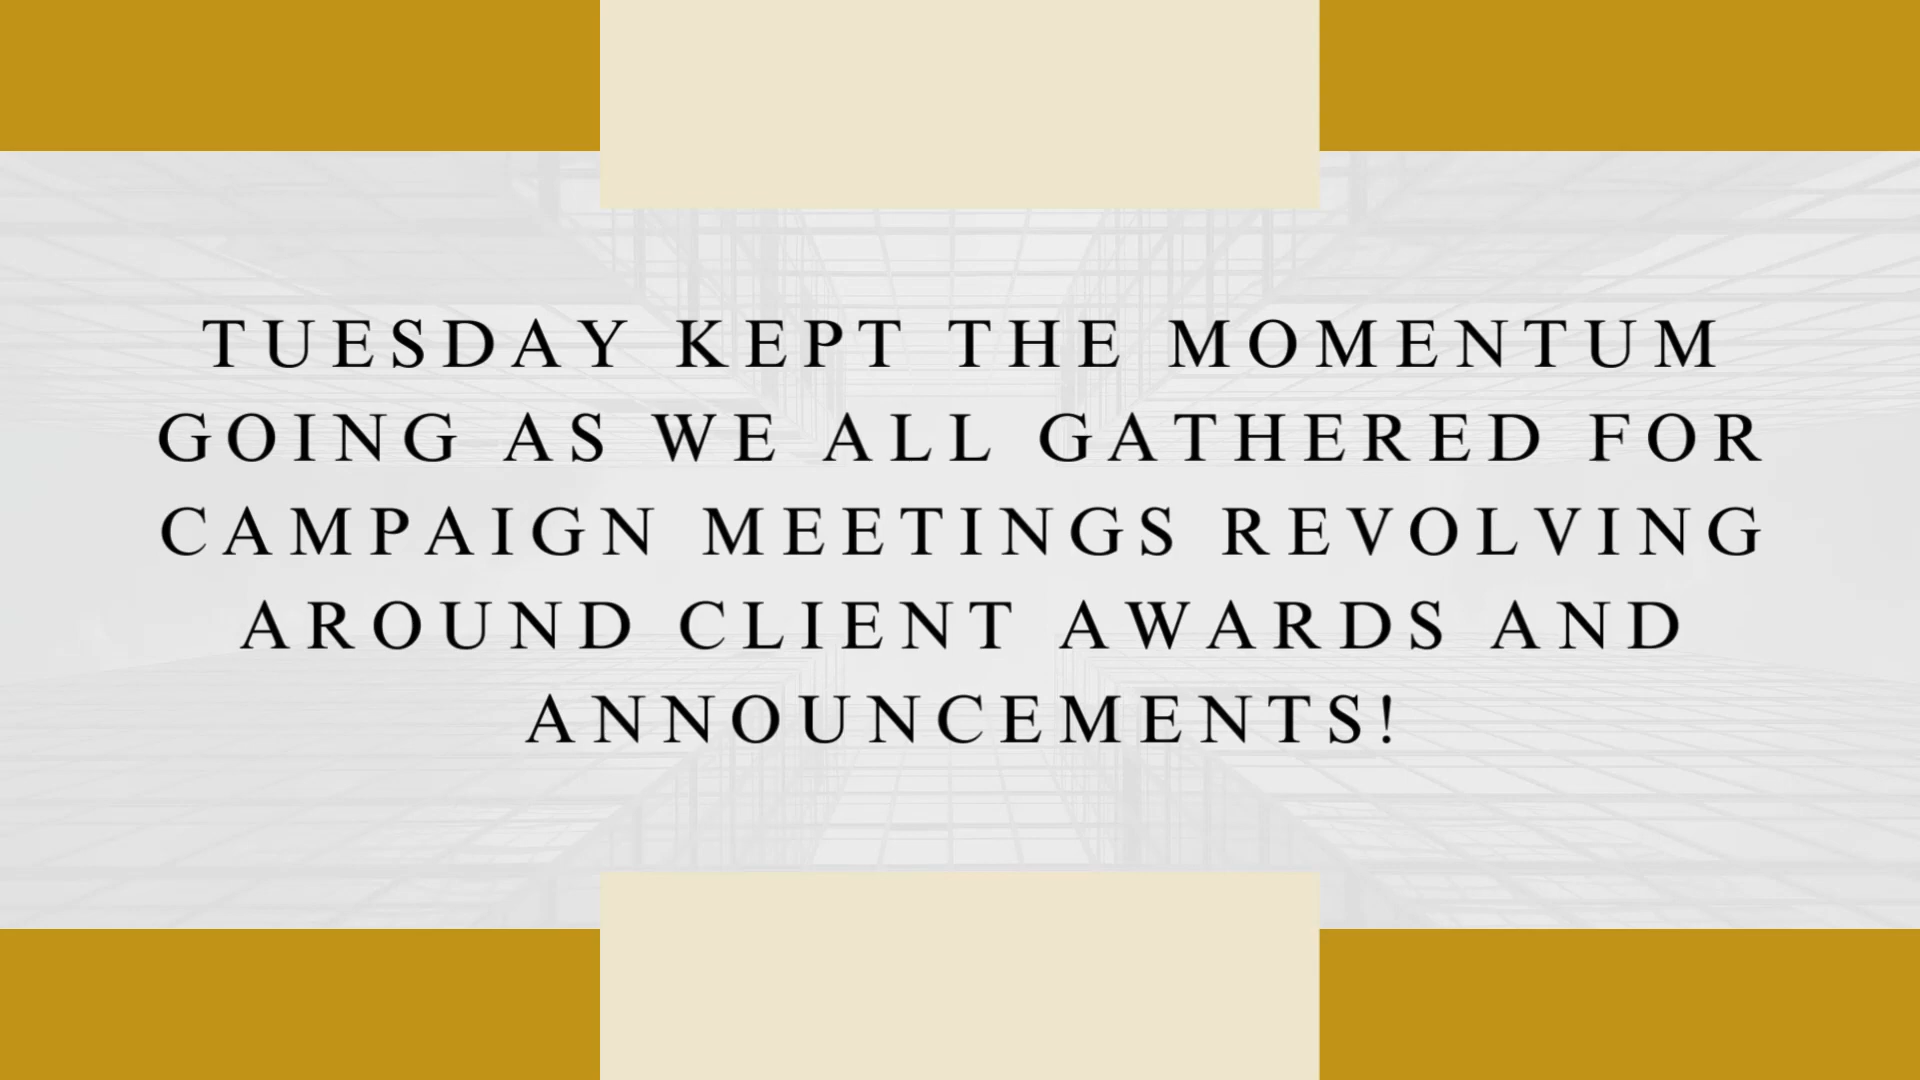 TUESDAY KEPT THE MOMENTUM
GOING AS WE ALL GATHERED FOR
CAMPAIGN MEETINGS REVOLVING
AROUND CLIENT AWARDS AND
ANNOUNCEMENTS!